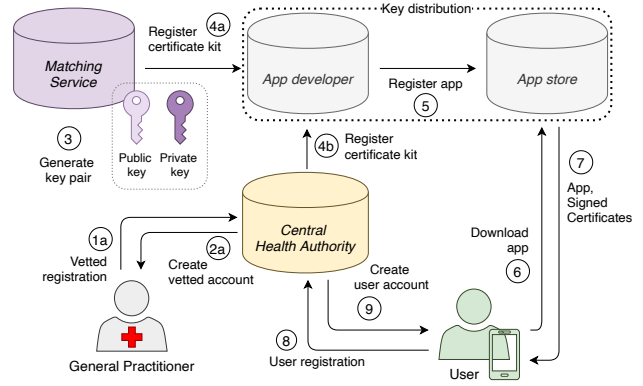 Key distribution
Register
certificate kit
4a
Matching
Service
App developer
Register app
5
App store
3
Generate
key pair
Public
key
Private
key
4b
Register
certificate kit
7
App,
Signed
Certificates
Central
Health Authority
1a
Vetted
registration
2a
Create
vetted account
Download
app
6
Create
user account
9
8
User registration
General Practitioner
User